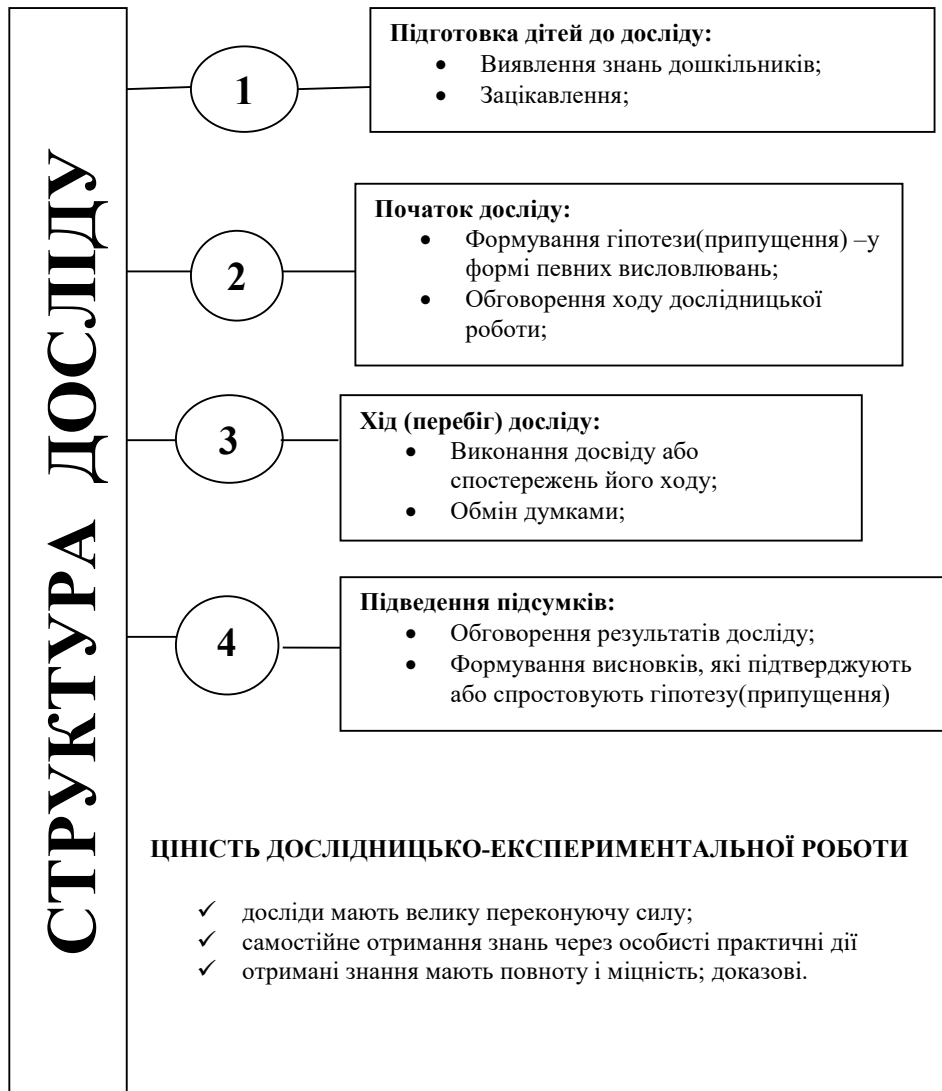 СТРУКТУРА ДОСЛІДУ
1
Підготовка дітей до досліду:
• Виявлення знань дошкільників;
• Зацікавлення;
2
Початок досліду:
• Формування гіпотези(припущення) –у
формі певних висловлювань;
• Обговорення ходу дослідницької
роботи;
3
Хід (перебіг) досліду:
• Виконання досвіду або
спостережень його ходу;
• Обмін думками;
4
Підведення підсумків:
• Обговорення результатів досліду;
• Формування висновків, які підтверджують
або спростовують гіпотезу(припущення)
ЦІНІСТЬ ДОСЛІДНИЦЬКО-ЕКСПЕРИМЕНТАЛЬНОЇ РОБОТИ
✓ досліди мають велику переконуючу силу;
✓ самостійне отримання знань через особисті практичні дії
✓ отримані знання мають повноту і міцність; доказові.